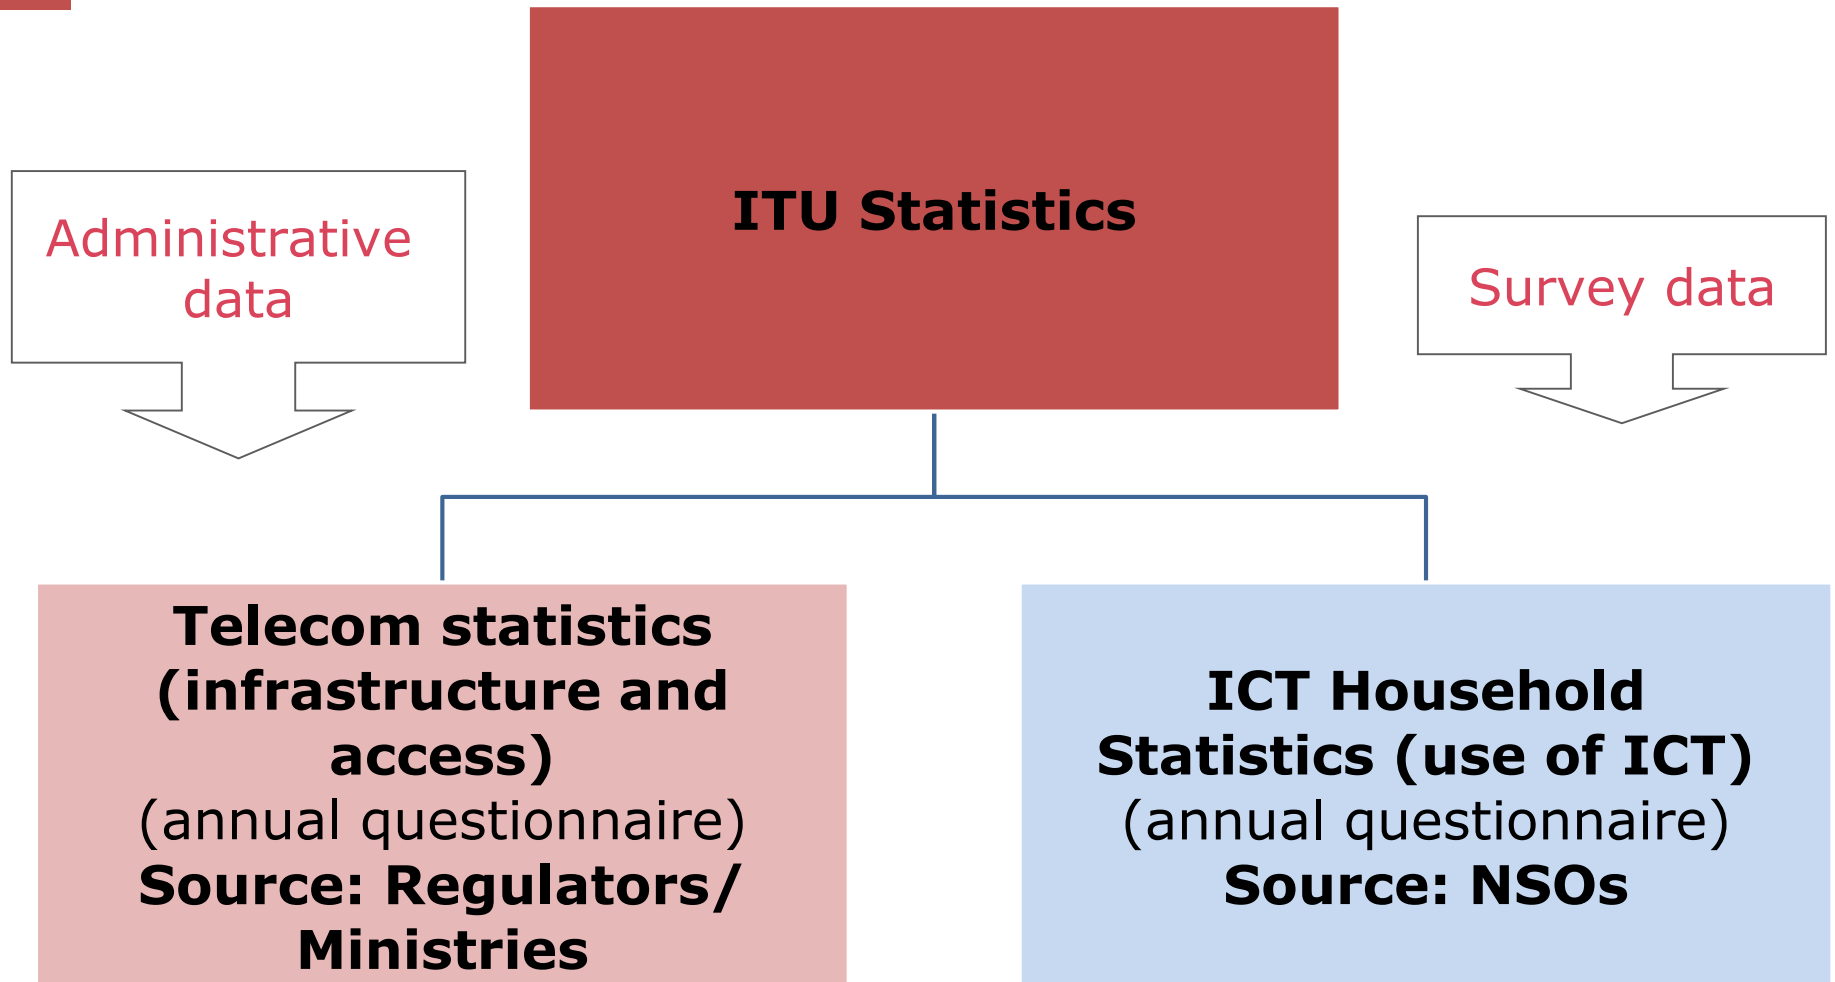 ITU Statistics
Administrative
data
Survey data
Telecom statistics
(infrastructure and
access)
(annual questionnaire)
Source: Regulators/
Ministries
ICT Household
Statistics (use of ICT)
(annual questionnaire)
Source: NSOs